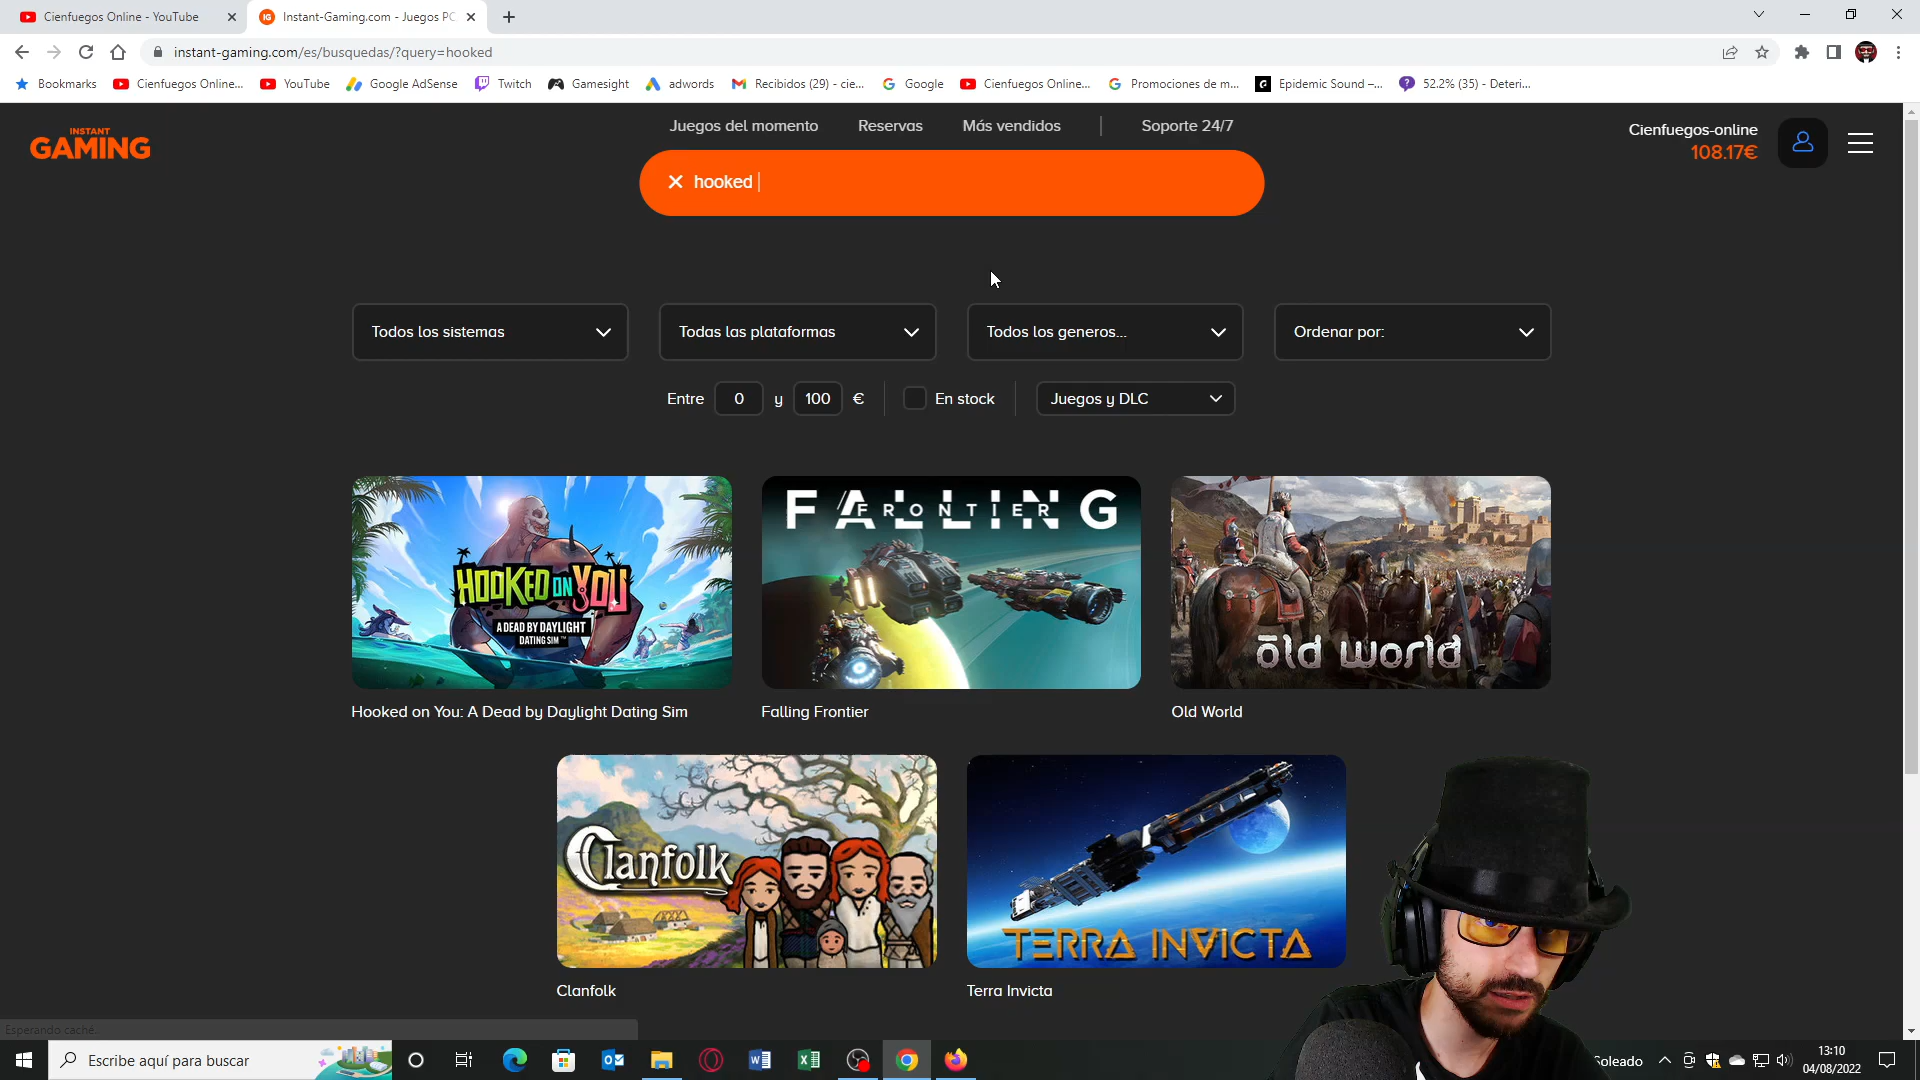 Cienfuegos Online - YouTube
Instant-Gaming.com - Juegos PC
instant-gaming.com/es/busquedas/?query=hooked
Bookmarks
Cienfuegos Online...
YouTube
Google AdSense
Twitch
Gamesight
adwords
Recibidos (29) - cie...
Google
Cienfuegos Online...
Promociones de m...
Epidemic Sound –...
52.2% (35) - Deteri...
INSTANT
GAMING
Juegos del momento
Reservas
Más vendidos
Soporte 24/7
Cienfuegos-online
108.17€
hooked
Todos los sistemas
Todas las plataformas
Todos los generos...
Ordenar por:
Entre 0 y 100 €
En stock
Juegos y DLC
HOOKED ON YOU
A DEAD BY DAYLIGHT
DATING SIM™
FALLING
FRONTIER
old world
Hooked on You: A Dead by Daylight Dating Sim
Falling Frontier
Old World
Clanfolk
TERRA INVICTA
Clanfolk
Terra Invicta
Esperando caché...
Escribe aquí para buscar
Soleado
13:10
04/08/2022